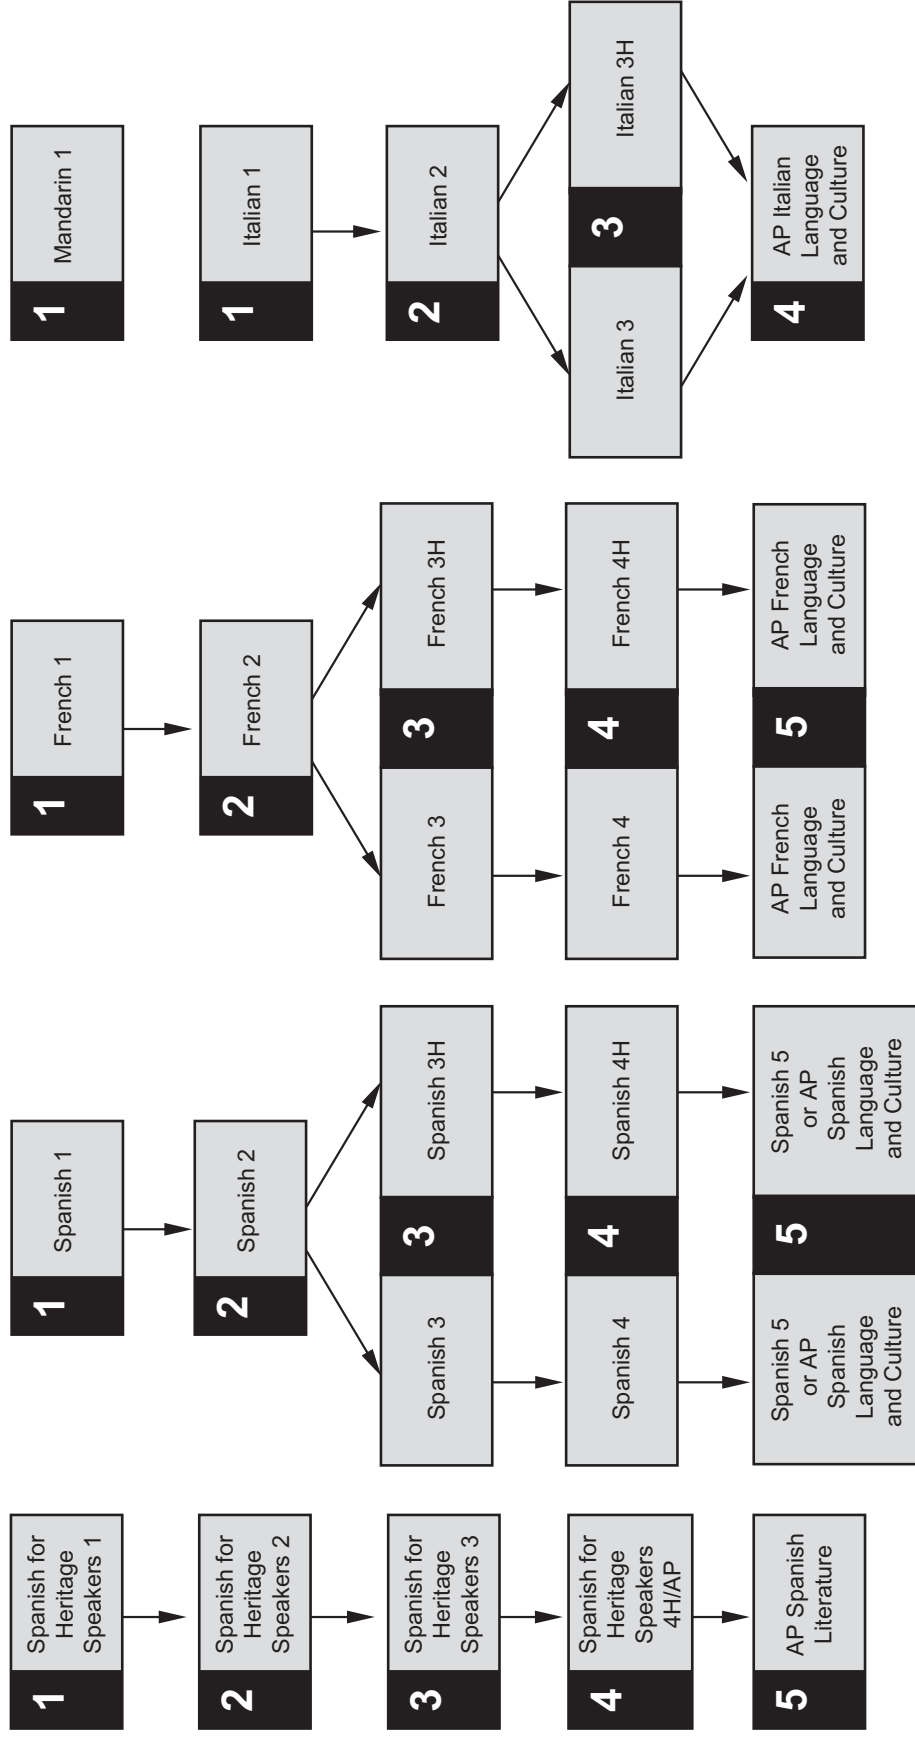 1
Spanish for
Heritage
Speakers 1
2
Spanish for
Heritage
Speakers 2
3
Spanish for
Heritage
Speakers 3
4
Spanish for
Heritage
Speakers
4H/AP
5
AP Spanish
Literature
1
Spanish 1
2
Spanish 2
Spanish 3
3
Spanish 3H
Spanish 4
4
Spanish 4H
Spanish 5
or AP
Spanish
Language
and Culture
5
Spanish 5
or AP
Spanish
Language
and Culture
1
French 1
2
French 2
French 3
3
French 3H
French 4
4
French 4H
AP French
Language
and Culture
5
AP French
Language
and Culture
1
Mandarin 1
1
Italian 1
2
Italian 2
Italian 3
3
Italian 3H
4
AP Italian
Language
and Culture